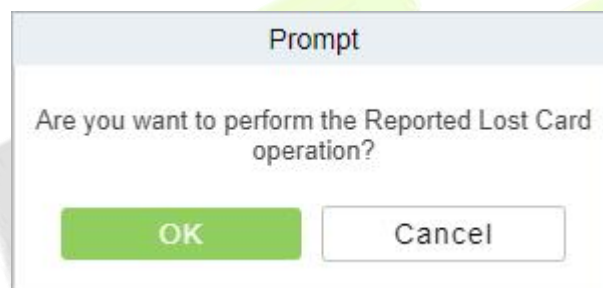 Prompt
Are you want to perform the Reported Lost Card
operation?
OK
Cancel